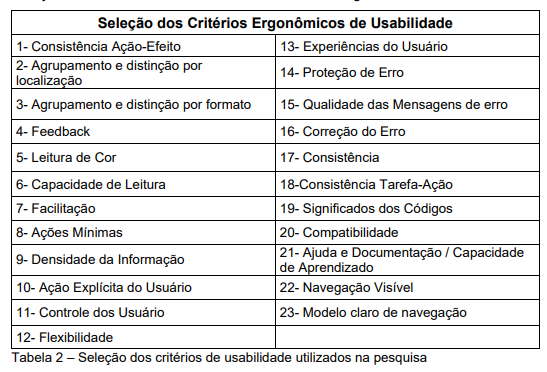 Seleção dos Critérios Ergonômicos de Usabilidade
1- Consistência Ação-Efeito
13- Experiências do Usuário
2- Agrupamento e distinção por
localização
14- Proteção de Erro
3- Agrupamento e distinção por formato
15- Qualidade das Mensagens de erro
4- Feedback
16- Correção do Erro
5- Leitura de Cor
17- Consistência
6- Capacidade de Leitura
18-Consistência Tarefa-Ação
7- Facilitação
19- Significados dos Códigos
8- Ações Mínimas
20- Compatibilidade
9- Densidade da Informação
21- Ajuda e Documentação / Capacidade
de Aprendizado
10- Ação Explícita do Usuário
22- Navegação Visível
11- Controle dos Usuário
23- Modelo claro de navegação
12- Flexibilidade
Tabela 2 – Seleção dos critérios de usabilidade utilizados na pesquisa